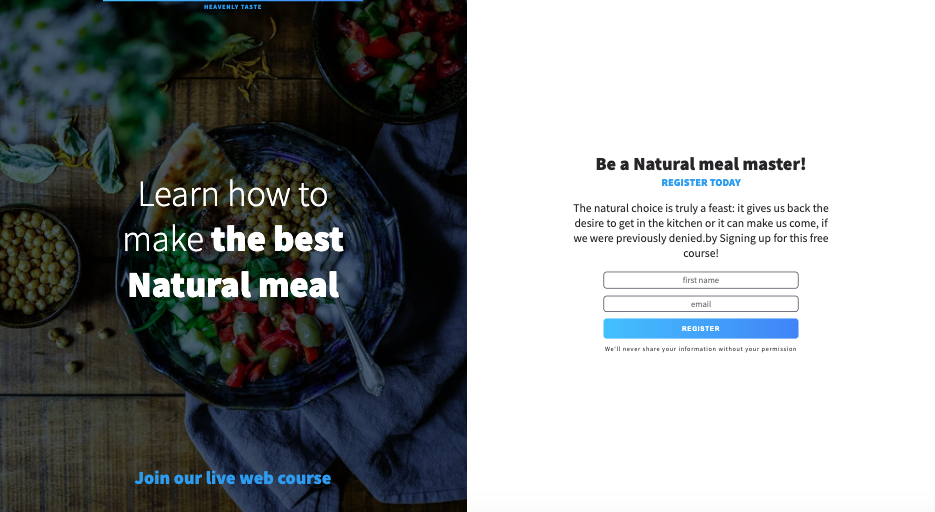 HEAVENLY TASTE
Learn how to
make the best
Natural meal
Join our live web course
Be a Natural meal master!
REGISTER TODAY
The natural choice is truly a feast: it gives us back the
desire to get in the kitchen or it can make us come, if
we were previously denied.by Signing up for this free
course!
first name
email
REGISTER
We'll never share your information without your permission